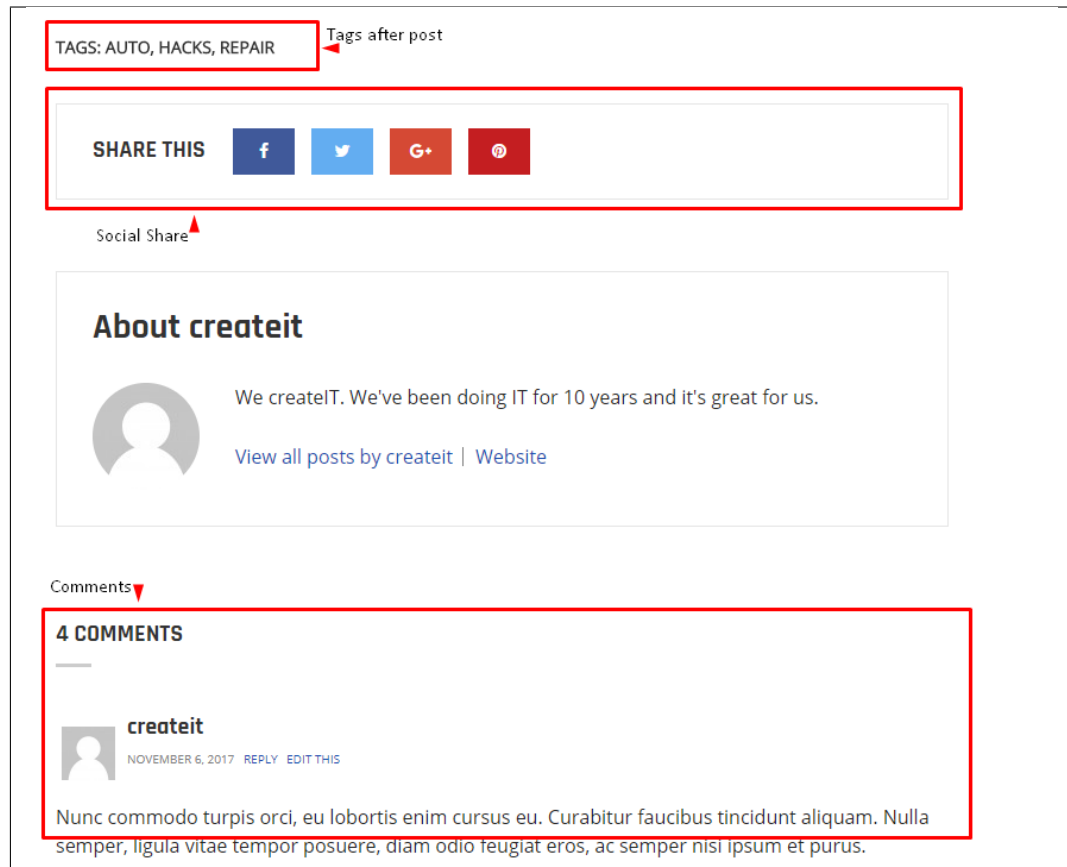 TAGS: AUTO, HACKS, REPAIR
Tags after post
SHARE THIS
f
G+
Social Share
About createit
We createIT. We've been doing IT for 10 years and it's great for us.
View all posts by createit | Website
Comments
4 COMMENTS
createit
NOVEMBER 6, 2017 REPLY EDIT THIS
Nunc commodo turpis orci, eu lobortis enim cursus eu. Curabitur faucibus tincidunt aliquam. Nulla
semper, ligula vitae tempor posuere, diam odio feugiat eros, ac semper nisi ipsum et purus.